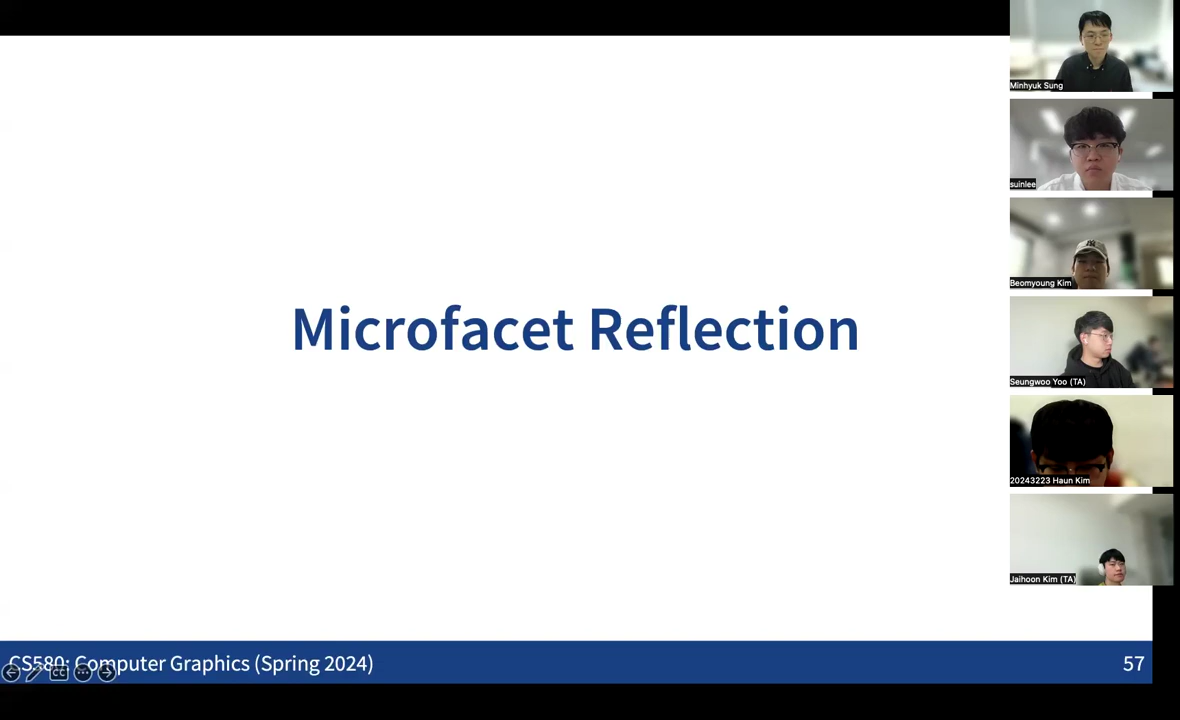 Minhyuk Sung
suinlee
Beomyoung Kim
Microfacet Reflection
Seungwoo Yoo (TA)
20243223 Haun Kim
Jaihoon Kim (TA)
CS580: Computer Graphics (Spring 2024)
57